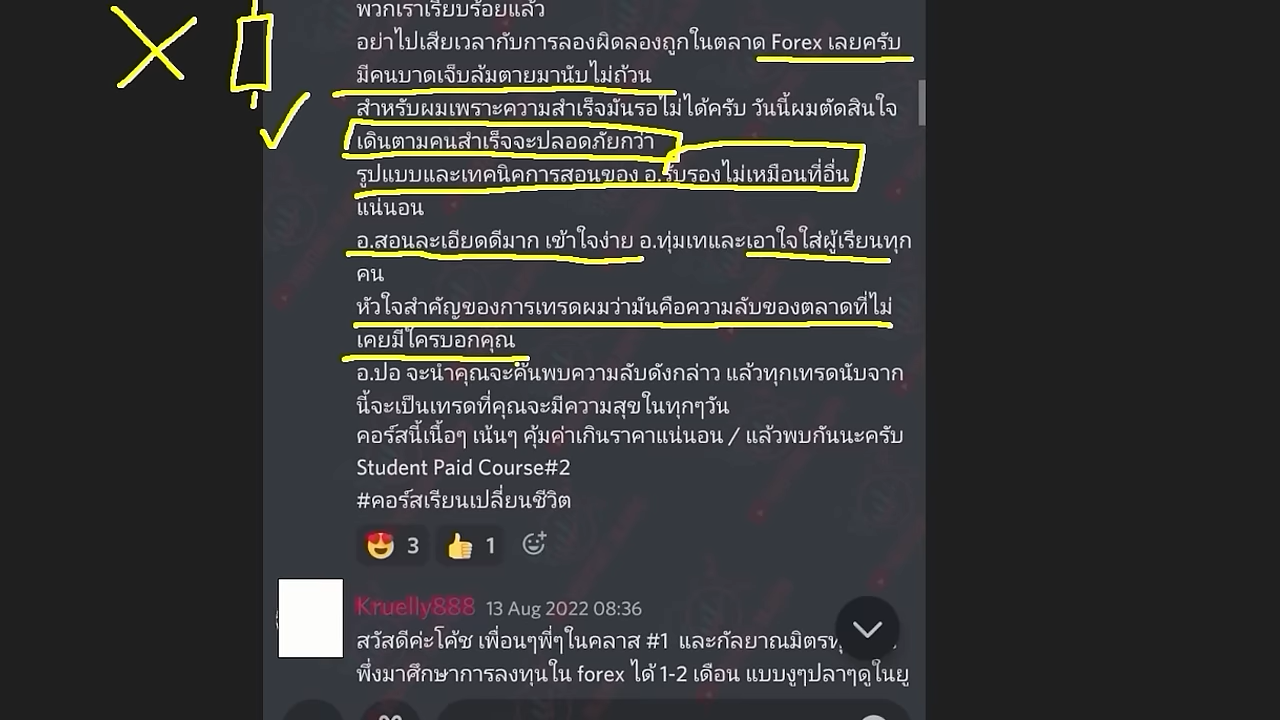 พวกเราเรียบร้อยแล้ว
อย่าไปเสียเวลากับการลองผิดลองถูกในตลาด Forex เลยครับ
มีคนบาดเจ็บล้มตายมานับไม่ถ้วน
สำหรับผมเพราะความสำเร็จมันรอไม่ได้ครับ วันนี้ผมตัดสินใจ
เดินตามคนสำเร็จจะปลอดภัยกว่า
รูปแบบและเทคนิคการสอนของ อ.รับรองไม่เหมือนที่อื่น
แน่นอน
อ.สอนละเอียดดีมาก เข้าใจง่าย อ.ทุ่มเทและเอาใจใส่ผู้เรียนทุก
คน
หัวใจสำคัญของการเทรดผมว่ามันคือความลับของตลาดที่ไม่
เคยมีใครบอกคุณ
อ.ปอ จะนำคุณจะค้นพบความลับดังกล่าว แล้วทุกเทรดนับจาก
นี้จะเป็นเทรดที่คุณจะมีความสุขในทุกๆวัน
คอร์สนี้เนื้อๆ เน้นๆ คุ้มค่าเกินราคาแน่นอน / แล้วพบกันนะครับ
Student Paid Course#2
#คอร์สเรียนเปลี่ยนชีวิต
3 1
Kruelly888 13 Aug 2022 08:36
สวัสดีค่ะโค้ช เพื่อนๆพี่ๆในคลาส #1 และกัลยาณมิตร
พึ่งมาศึกษาการลงทุนใน forex ได้ 1-2 เดือน แบบงูๆปลาๆดูในยู